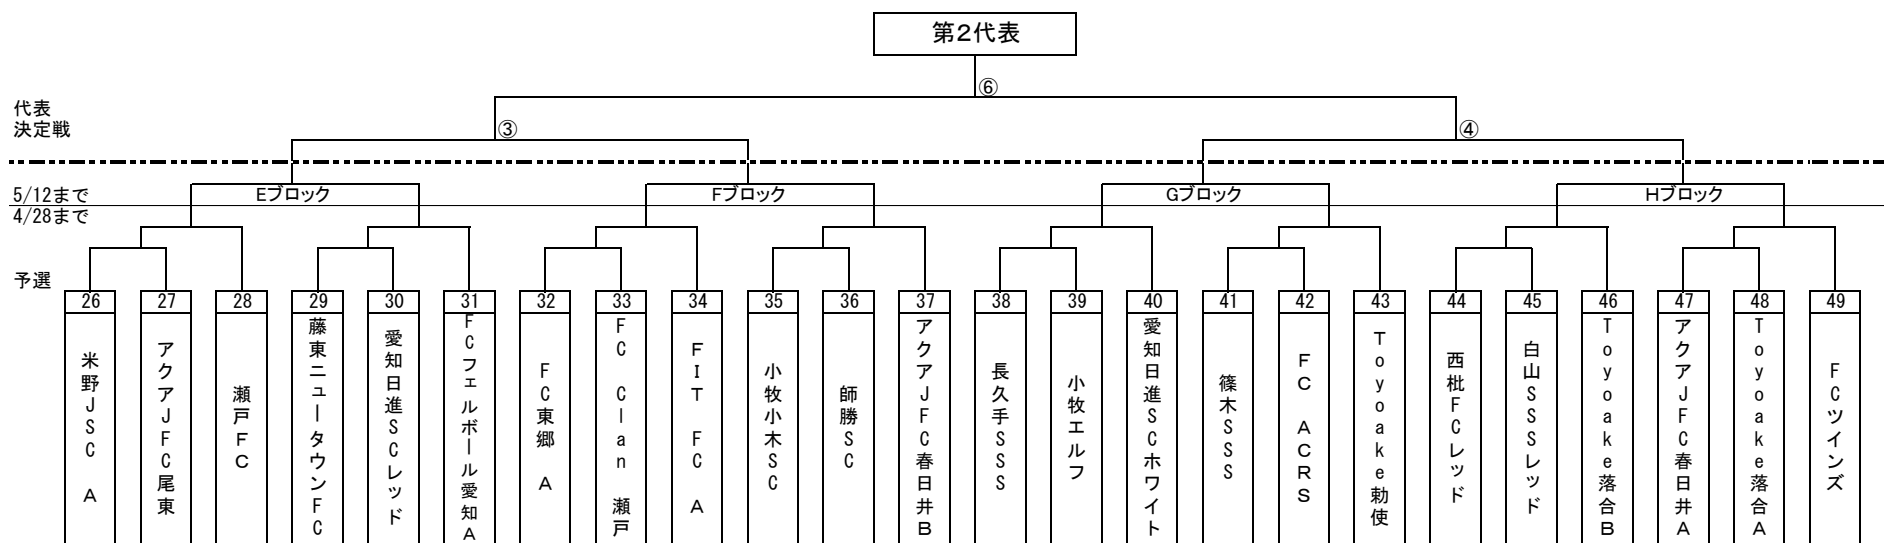 第2代表
⑥
代表
決定戦
③
④
5/12まで
Eブロック
Fブロック
Gブロック
Hブロック
4/28まで
予選
26
27
28
29
30
31
32
33
34
35
36
37
38
39
40
41
42
43
44
45
46
47
48
49
米野JSC A
アクアJFC尾東
瀬戸FC
藤東ニュータウンFC
愛知日進SCレッド
FCフェルボール愛知A
FC東郷 A
FC Clan 瀬戸
FIT FC A
小牧小木SC
師勝SC
アクアJFC春日井B
長久手SSS
小牧エルフ
愛知日進SCホワイト
篠木SSS
FC ACRS
Toyoake勅使
西枇FCレッド
白山SSSレッド
Toyoake落合B
アクアJFC春日井A
Toyoake落合A
FCツインズ